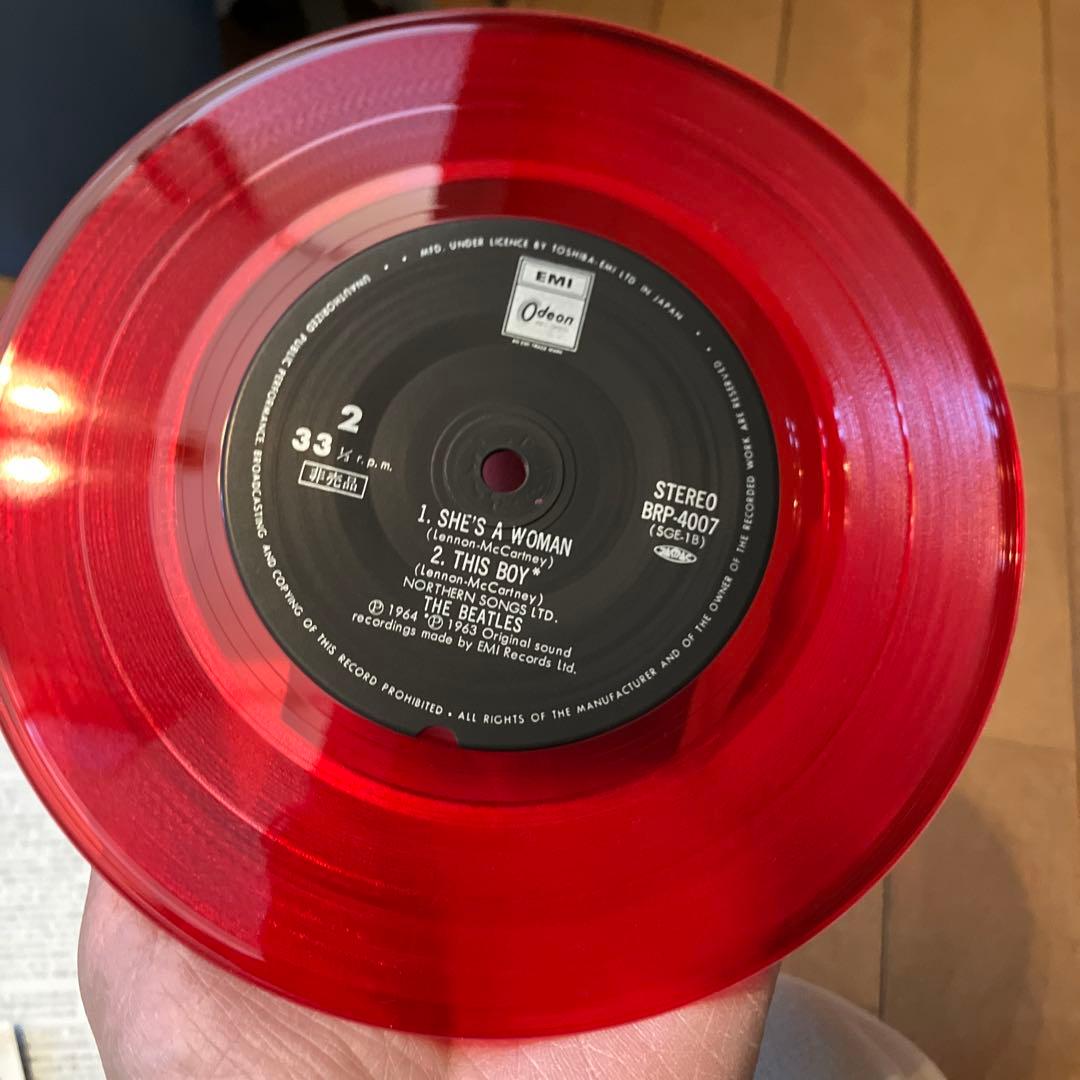 UNAUTHORIZED PUBLIC PERFORMANCE, BROADCASTING AND COPYING OF THIS RECORD PROHIBITED • ALL RIGHTS OF THE MANUFACTURER AND OF THE OWNER OF THE RECORDED WORK ARE RESERVED • • MFD. UNDER LICENCE BY TOSHIBA-EMI LTD. IN JAPAN • •
EMI
Odeon
2
33 ⅓ r.p.m.
非売品
STEREO
BRP-4007
(SGE-1B)
1. SHE'S A WOMAN
(Lennon-McCartney)
2. THIS BOY*
(Lennon-McCartney)
NORTHERN SONGS LTD.
THE BEATLES
Ⓟ 1964 *Ⓟ 1963 Original sound
recordings made by EMI Records Ltd.